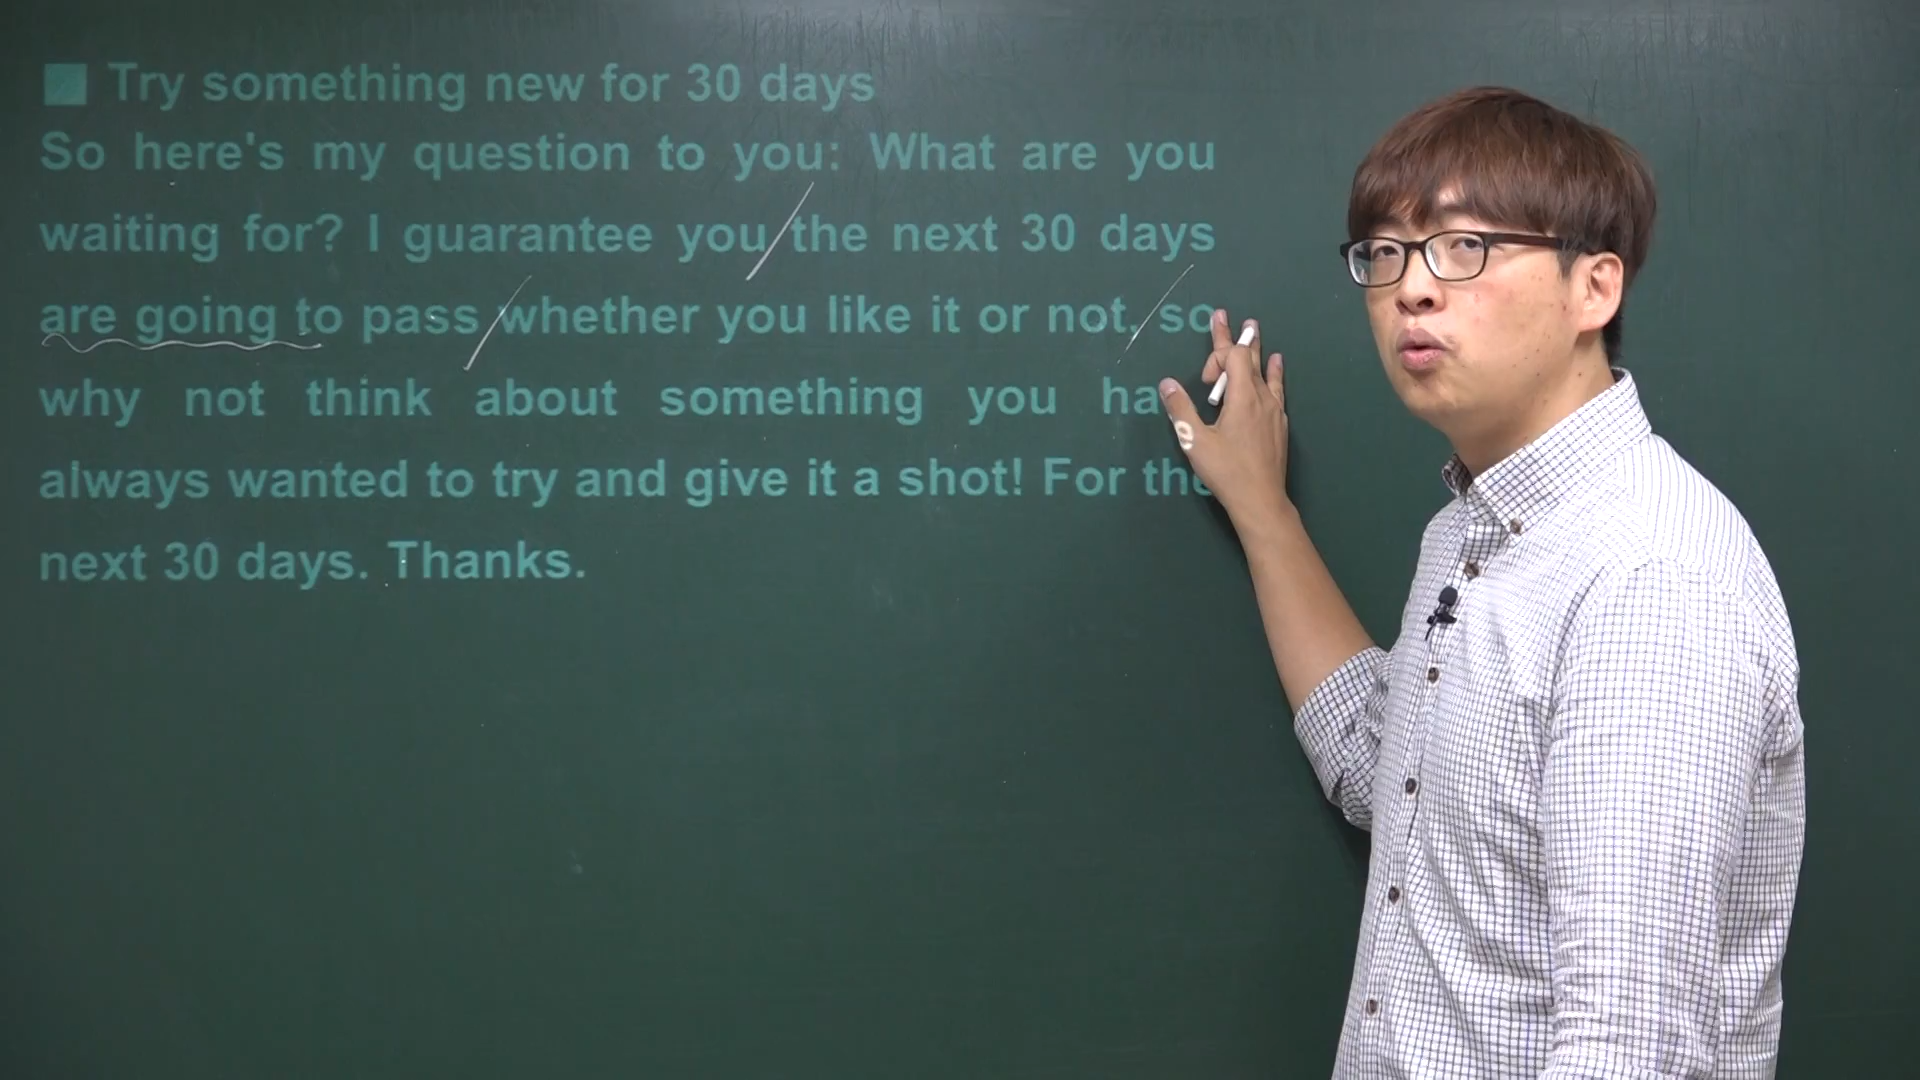 ■ Try something new for 30 days
So here's my question to you: What are you
waiting for? I guarantee you the next 30 days
are going to pass whether you like it or not, so
why not think about something you have
always wanted to try and give it a shot! For the
next 30 days. Thanks.